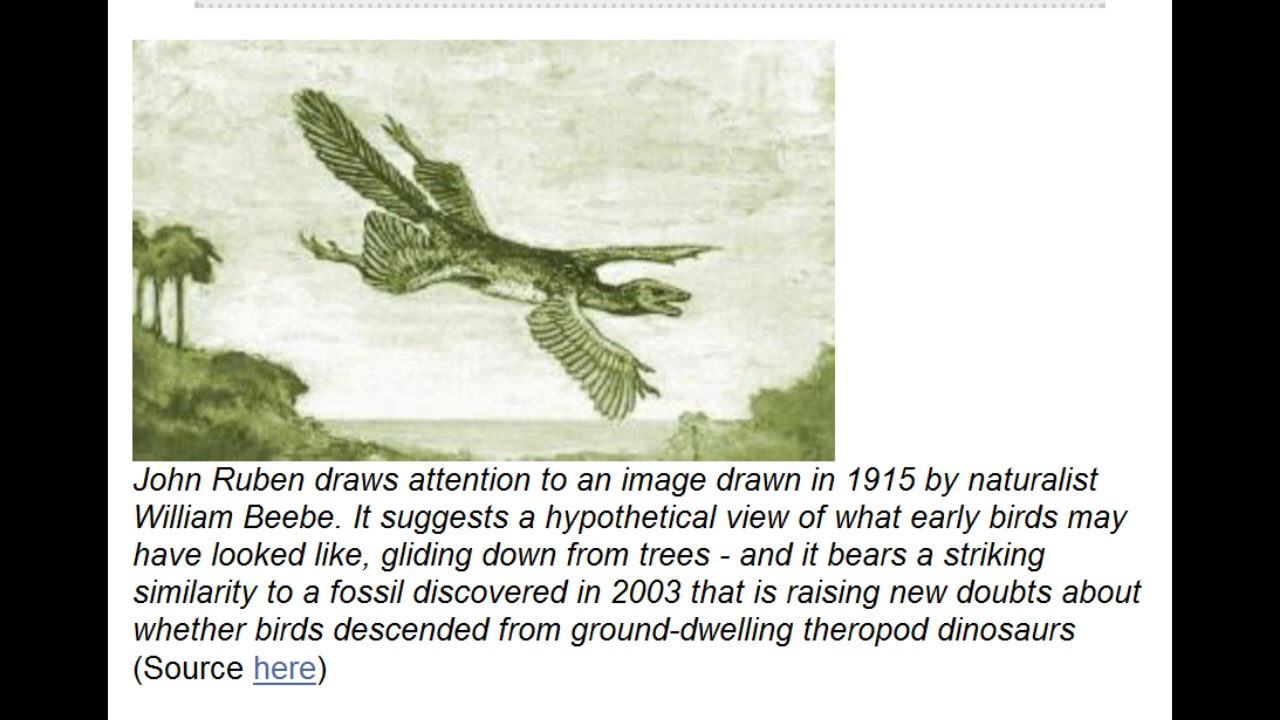 John Ruben draws attention to an image drawn in 1915 by naturalist
William Beebe. It suggests a hypothetical view of what early birds may
have looked like, gliding down from trees - and it bears a striking
similarity to a fossil discovered in 2003 that is raising new doubts about
whether birds descended from ground-dwelling theropod dinosaurs
(Source here)